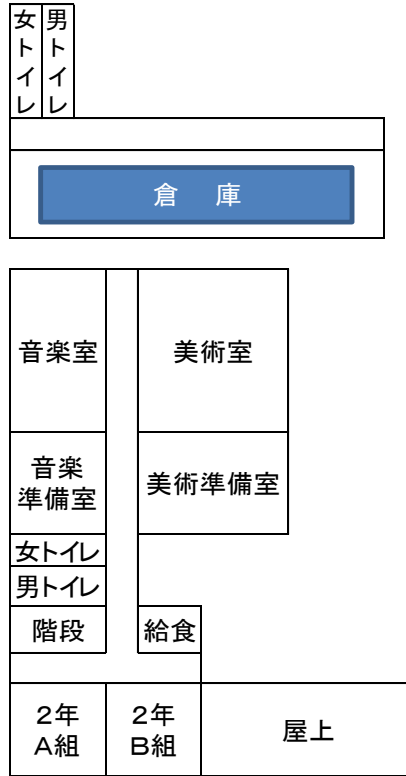 女トイレ
男トイレ
倉　庫
音楽室
美術室
音楽
準備室
美術準備室
女トイレ
男トイレ
階段
給食
２年
Ａ組
２年
Ｂ組
屋上